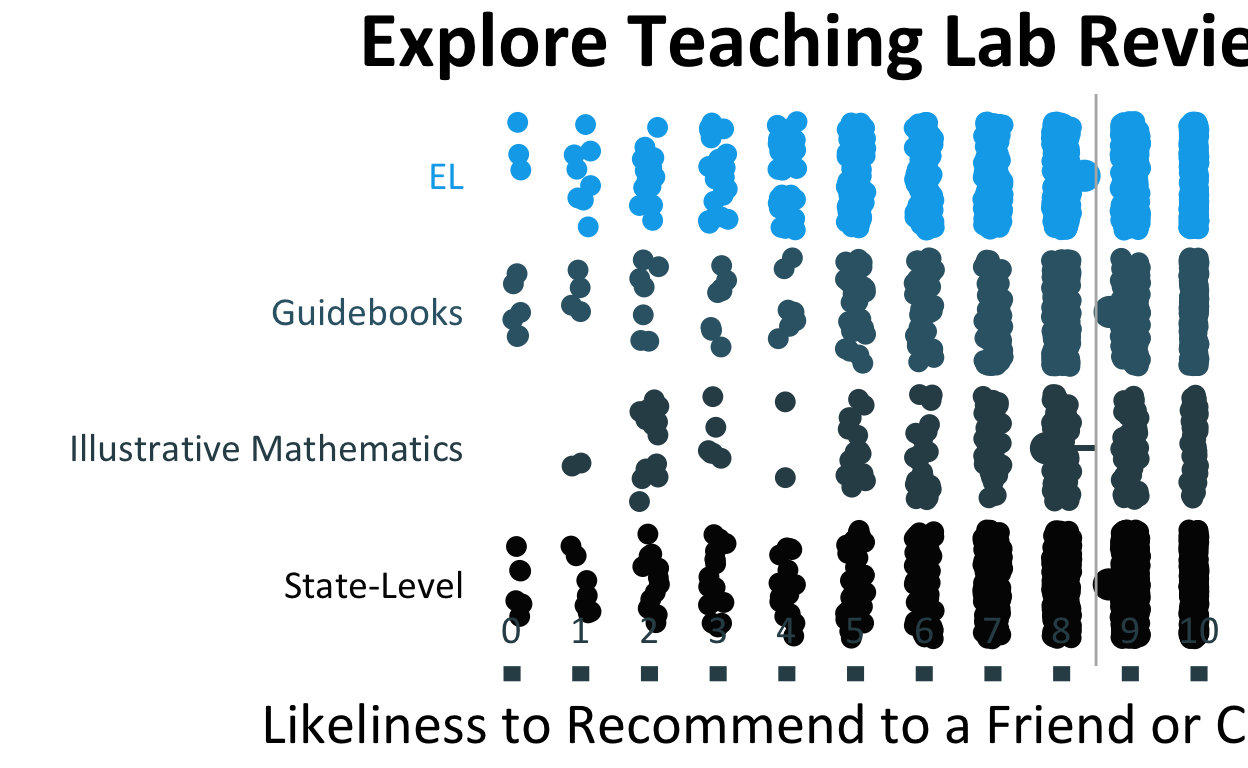 Explore Teaching Lab Revie
EL
Guidebooks
Illustrative Mathematics
State-Level
0 1 2 3 4 5 6 7 8 9 10
Likeliness to Recommend to a Friend or C